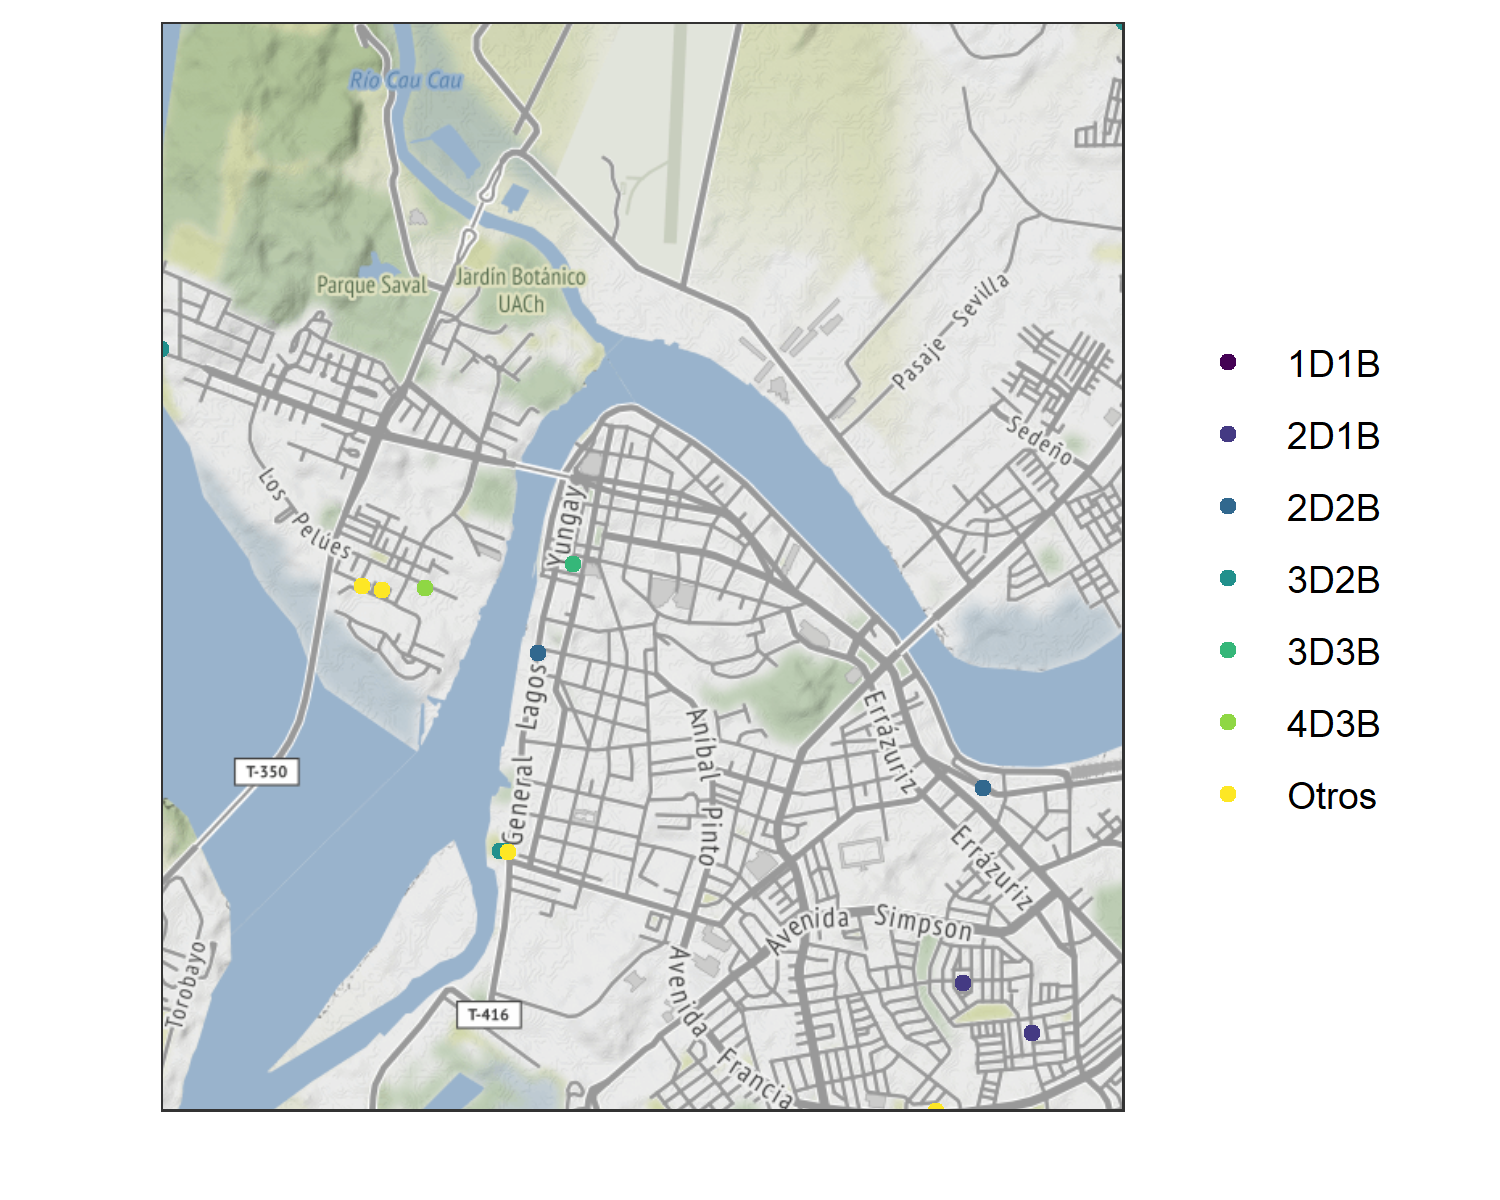 Río Cau Cau
Parque Saval
Jardín Botánico
UACh
Pasaje Sevilla
Sedeño
Los Pelúes
Yungay
General Lagos
Aníbal Pinto
Errázuriz
T-350
Errázuriz
Avenida Simpson
Torobayo
T-416
Avenida Francia
1D1B
2D1B
2D2B
3D2B
3D3B
4D3B
Otros